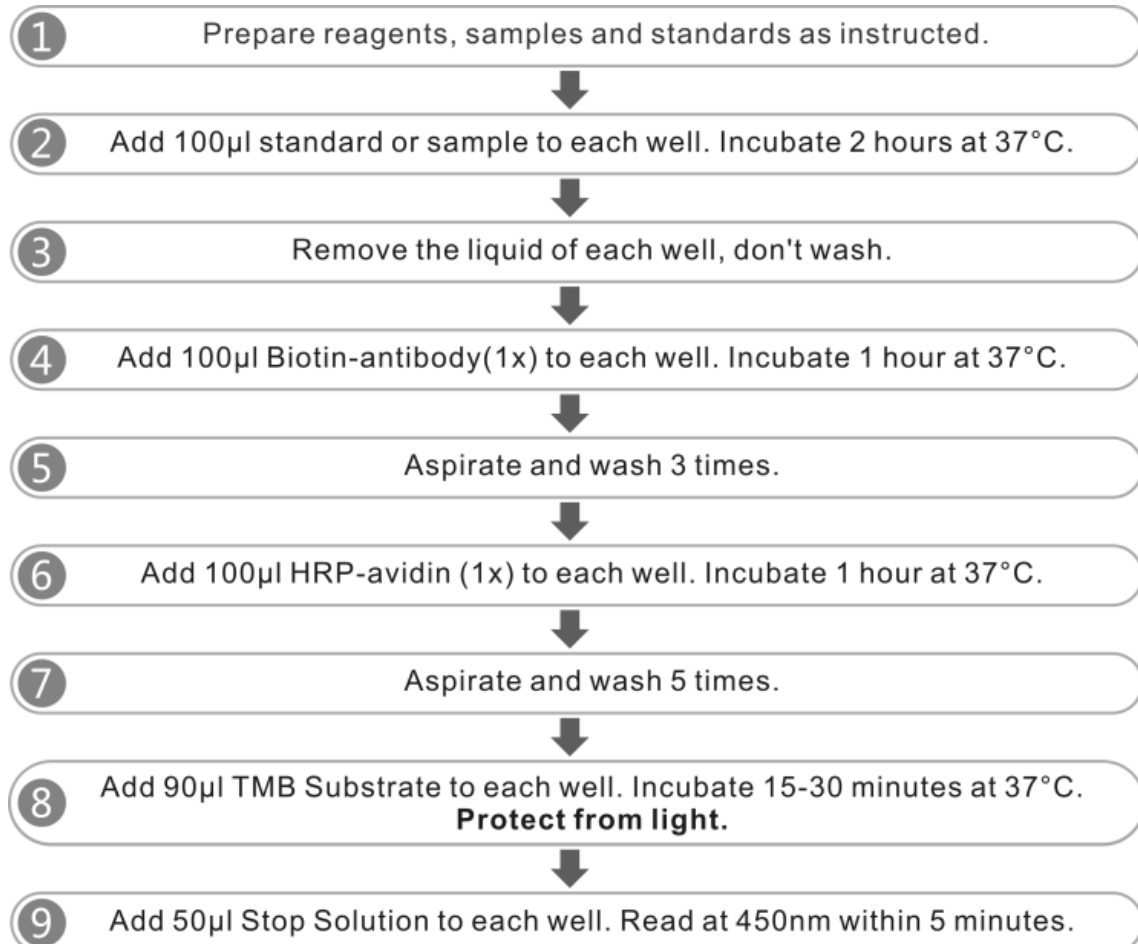 1 Prepare reagents, samples and standards as instructed.
2 Add 100µl standard or sample to each well. Incubate 2 hours at 37°C.
3 Remove the liquid of each well, don't wash.
4 Add 100µl Biotin-antibody(1x) to each well. Incubate 1 hour at 37°C.
5 Aspirate and wash 3 times.
6 Add 100µl HRP-avidin (1x) to each well. Incubate 1 hour at 37°C.
7 Aspirate and wash 5 times.
8 Add 90µl TMB Substrate to each well. Incubate 15-30 minutes at 37°C.
Protect from light.
9 Add 50µl Stop Solution to each well. Read at 450nm within 5 minutes.